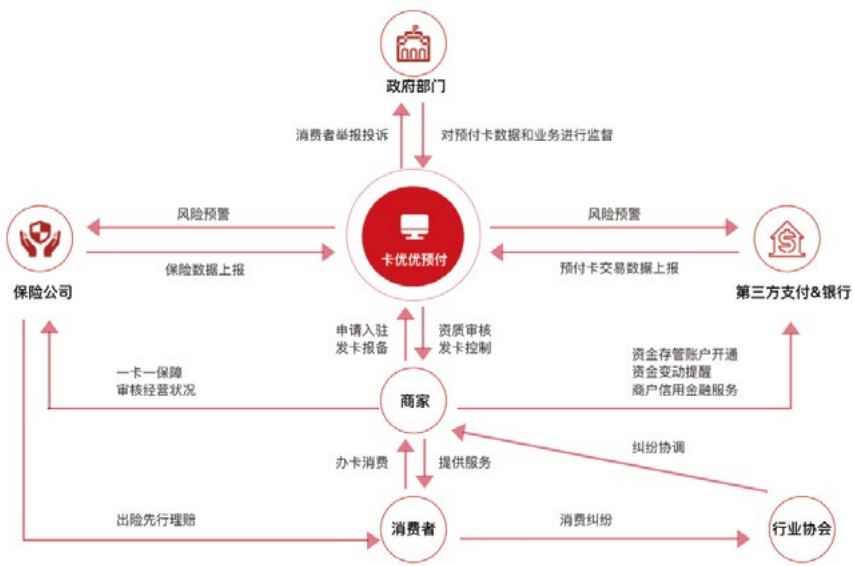 政府部门
消费者举报投诉
对预付卡数据和业务进行监督
风险预警
风险预警
卡优优预付
保险数据上报
预付卡交易数据上报
保险公司
第三方支付&银行
申请入驻
发卡报备
资质审核
发卡控制
一卡一保障
审核经营状况
资金存管账户开通
资金变动提醒
商户信用金融服务
商家
办卡消费
提供服务
纠纷协调
出险先行理赔
消费者
消费纠纷
行业协会